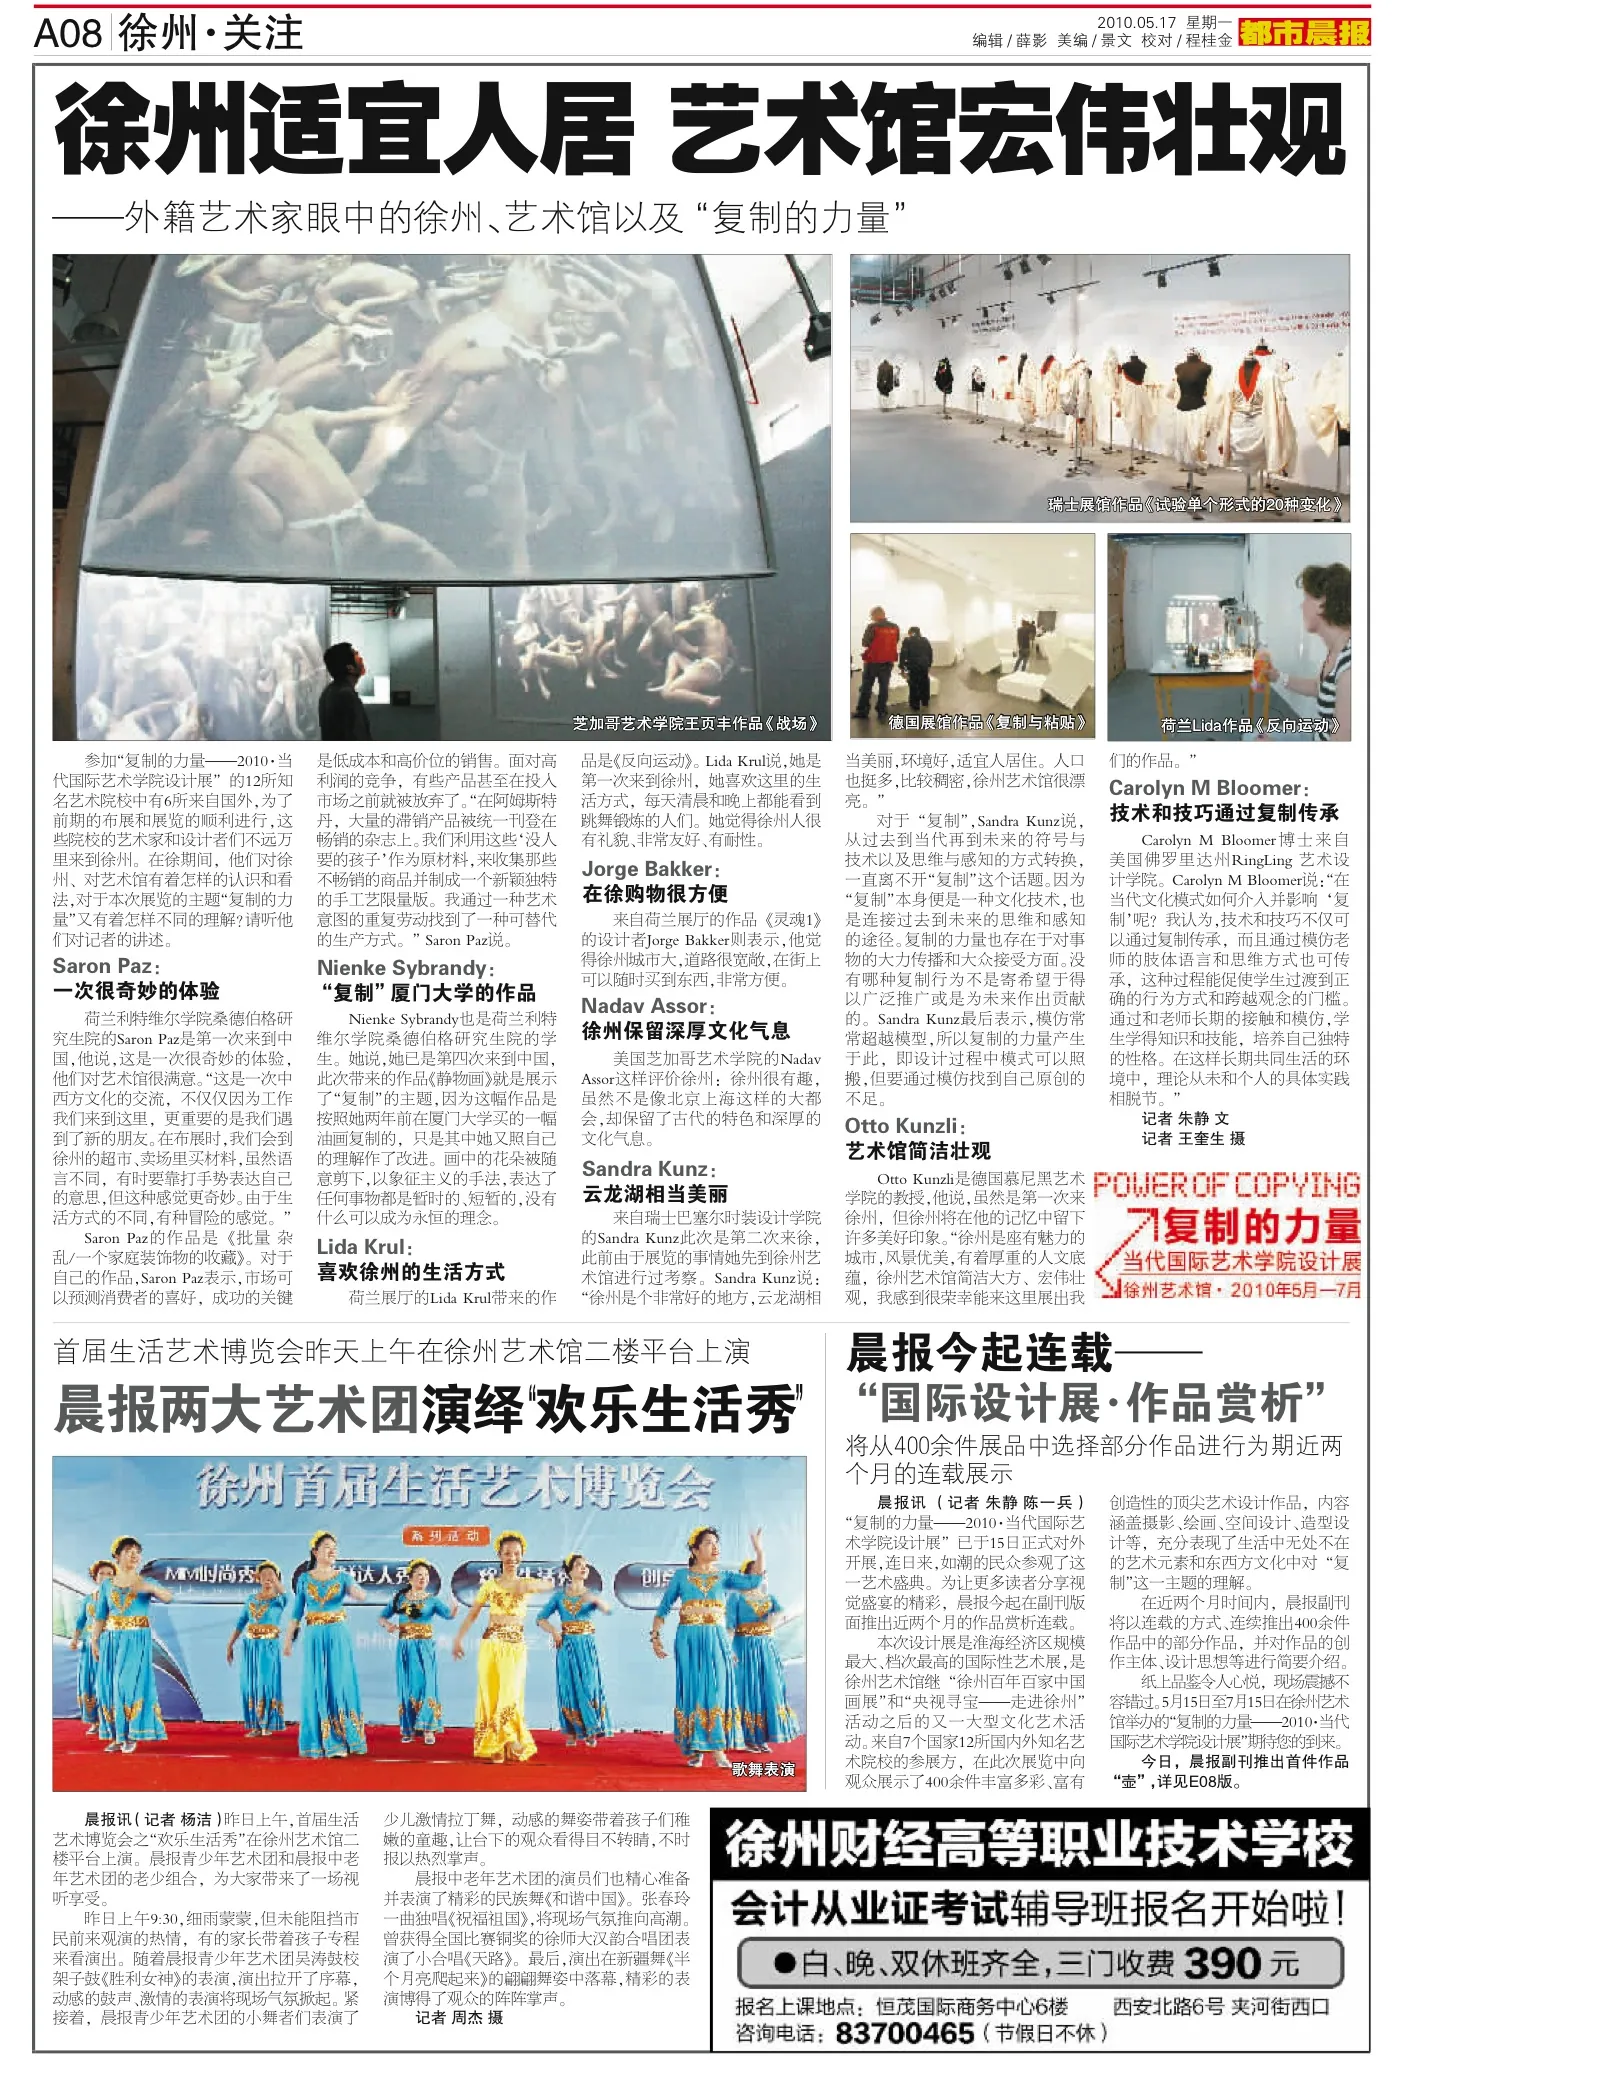 A08 徐州·关注
2010.05.17 星期一
编辑/薛影 美编/景文 校对/程桂金
都市晨报
徐州适宜人居 艺术馆宏伟壮观
——外籍艺术家眼中的徐州、艺术馆以及“复制的力量”
芝加哥艺术学院王页丰作品《战场》
瑞士展馆作品《试验单个形式的20种变化》
德国展馆作品《复制与粘贴》
荷兰Lida作品《反向运动》
参加“复制的力量——2010·当
代国际艺术学院设计展”的12所知
名艺术院校中有6所来自国外,为了
前期的布展和展览的顺利进行,这
些院校的艺术家和设计者们不远万
里来到徐州。在徐期间，他们对徐
州、对艺术馆有着怎样的认识和看
法,对于本次展览的主题“复制的力
量”又有着怎样不同的理解?请听他
们对记者的讲述。
Saron Paz:
一次很奇妙的体验
荷兰利特维尔学院桑德伯格研
究生院的Saron Paz是第一次来到中
国,他说,这是一次很奇妙的体验,
他们对艺术馆很满意。“这是一次中
西方文化的交流，不仅仅因为工作
我们来到这里，更重要的是我们遇
到了新的朋友。在布展时,我们会到
徐州的超市、卖场里买材料,虽然语
言不同，有时要靠打手势表达自己
的意思,但这种感觉更奇妙。由于生
活方式的不同,有种冒险的感觉。”
Saron Paz的作品是《批量 杂
乱/一个家庭装饰物的收藏》。对于
自己的作品,Saron Paz表示,市场可
以预测消费者的喜好，成功的关键
是低成本和高价位的销售。面对高
利润的竞争，有些产品甚至在投入
市场之前就被放弃了。“在阿姆斯特
丹，大量的滞销产品被统一刊登在
畅销的杂志上。我们利用这些‘没人
要的孩子’作为原材料,来收集那些
不畅销的商品并制成一个新颖独特
的手工艺限量版。我通过一种艺术
意图的重复劳动找到了一种可替代
的生产方式。”Saron Paz说。
Nienke Sybrandy:
“复制”厦门大学的作品
Nienke Sybrandy也是荷兰利特
维尔学院桑德伯格研究生院的学
生。她说,她已是第四次来到中国,
此次带来的作品《静物画》就是展示
了“复制”的主题,因为这幅作品是
按照她两年前在厦门大学买的一幅
油画复制的，只是其中她又照自己
的理解作了改进。画中的花朵被随
意剪下,以象征主义的手法,表达了
任何事物都是暂时的、短暂的,没有
什么可以成为永恒的理念。
Lida Krul:
喜欢徐州的生活方式
荷兰展厅的Lida Krul带来的作
品是《反向运动》。Lida Krul说,她是
第一次来到徐州，她喜欢这里的生
活方式，每天清晨和晚上都能看到
跳舞锻炼的人们。她觉得徐州人很
有礼貌、非常友好、有耐性。
Jorge Bakker:
在徐购物很方便
来自荷兰展厅的作品《灵魂1》
的设计者Jorge Bakker则表示,他觉
得徐州城市大,道路很宽敞,在街上
可以随时买到东西,非常方便。
Nadav Assor:
徐州保留深厚文化气息
美国芝加哥艺术学院的Nadav
Assor这样评价徐州：徐州很有趣,
虽然不是像北京上海这样的大都
会,却保留了古代的特色和深厚的
文化气息。
Sandra Kunz:
云龙湖相当美丽
来自瑞士巴塞尔时装设计学院
的Sandra Kunz此次是第二次来徐,
此前由于展览的事情她先到徐州艺
术馆进行过考察。Sandra Kunz说：
“徐州是个非常好的地方,云龙湖相
当美丽,环境好,适宜人居住。人口
也挺多,比较稠密,徐州艺术馆很漂
亮。”
对于“复制”,Sandra Kunz说,
从过去到当代再到未来的符号与
技术以及思维与感知的方式转换,
一直离不开“复制”这个话题。因为
“复制”本身便是一种文化技术,也
是连接过去到未来的思维和感知
的途径。复制的力量也存在于对事
物的大力传播和大众接受方面。没
有哪种复制行为不是寄希望于得
以广泛推广或是为未来作出贡献
的。Sandra Kunz最后表示,模仿常
常超越模型,所以复制的力量产生
于此，即设计过程中模式可以照
搬,但要通过模仿找到自己原创的
不足。
Otto Kunzli:
艺术馆简洁壮观
Otto Kunzli是德国慕尼黑艺术
学院的教授,他说,虽然是第一次来
徐州，但徐州将在他的记忆中留下
许多美好印象。“徐州是座有魅力的
城市,风景优美,有着厚重的人文底
蕴，徐州艺术馆简洁大方、宏伟壮
观，我感到很荣幸能来这里展出我
们的作品。”
Carolyn M Bloomer:
技术和技巧通过复制传承
Carolyn M Bloomer博士来自
美国佛罗里达州RingLing 艺术设
计学院。Carolyn M Bloomer说:“在
当代文化模式如何介入并影响‘复
制’呢？我认为,技术和技巧不仅可
以通过复制传承，而且通过模仿老
师的肢体语言和思维方式也可传
承，这种过程能促使学生过渡到正
确的行为方式和跨越观念的门槛。
通过和老师长期的接触和模仿,学
生学得知识和技能，培养自己独特
的性格。在这样长期共同生活的环
境中，理论从未和个人的具体实践
相脱节。”
记者 朱静 文
记者 王奎生 摄
POWER OF COPYING
复制的力量
当代国际艺术学院设计展
徐州艺术馆·2010年5月—7月
首届生活艺术博览会昨天上午在徐州艺术馆二楼平台上演
晨报两大艺术团演绎“欢乐生活秀”
徐州首届生活艺术博览会
系列活动
歌舞表演
晨报讯(记者 杨洁)昨日上午,首届生活
艺术博览会之“欢乐生活秀”在徐州艺术馆二
楼平台上演。晨报青少年艺术团和晨报中老
年艺术团的老少组合，为大家带来了一场视
听享受。
昨日上午9:30,细雨蒙蒙,但未能阻挡市
民前来观演的热情，有的家长带着孩子专程
来看演出。随着晨报青少年艺术团吴涛鼓校
架子鼓《胜利女神》的表演,演出拉开了序幕,
动感的鼓声、激情的表演将现场气氛掀起。紧
接着，晨报青少年艺术团的小舞者们表演了
少儿激情拉丁舞，动感的舞姿带着孩子们稚
嫩的童趣,让台下的观众看得目不转睛,不时
报以热烈掌声。
晨报中老年艺术团的演员们也精心准备
并表演了精彩的民族舞《和谐中国》。张春玲
一曲独唱《祝福祖国》,将现场气氛推向高潮。
曾获得全国比赛铜奖的徐师大汉韵合唱团表
演了小合唱《天路》。最后，演出在新疆舞《半
个月亮爬起来》的翩翩舞姿中落幕,精彩的表
演博得了观众的阵阵掌声。
记者 周杰 摄
晨报今起连载——
“国际设计展·作品赏析”
将从400余件展品中选择部分作品进行为期近两
个月的连载展示
晨报讯 (记者 朱静 陈一兵)
“复制的力量——2010·当代国际艺
术学院设计展”已于15日正式对外
开展,连日来,如潮的民众参观了这
一艺术盛典。为让更多读者分享视
觉盛宴的精彩，晨报今起在副刊版
面推出近两个月的作品赏析连载。
本次设计展是淮海经济区规模
最大、档次最高的国际性艺术展,是
徐州艺术馆继“徐州百年百家中国
画展”和“央视寻宝——走进徐州”
活动之后的又一大型文化艺术活
动。来自7个国家12所国内外知名艺
术院校的参展方，在此次展览中向
观众展示了400余件丰富多彩、富有
创造性的顶尖艺术设计作品，内容
涵盖摄影、绘画、空间设计、造型设
计等，充分表现了生活中无处不在
的艺术元素和东西方文化中对“复
制”这一主题的理解。
在近两个月时间内，晨报副刊
将以连载的方式、连续推出400余件
作品中的部分作品，并对作品的创
作主体、设计思想等进行简要介绍。
纸上品鉴令人心悦，现场震撼不
容错过。5月15日至7月15日在徐州艺术
馆举办的“复制的力量——2010·当代
国际艺术学院设计展”期待您的到来。
今日，晨报副刊推出首件作品
“壶”,详见E08版。
徐州财经高等职业技术学校
会计从业证考试辅导班报名开始啦!
●白、晚、双休班齐全,三门收费 390 元
报名上课地点：恒茂国际商务中心6楼 西安北路6号 夹河街西口
咨询电话：83700465(节假日不休)